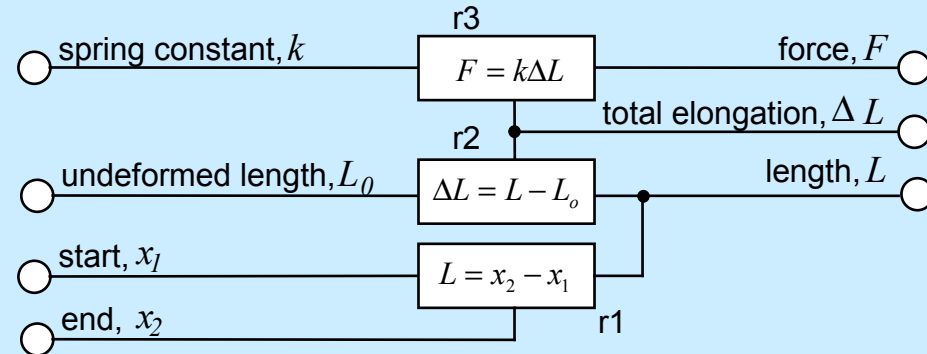 r3
spring constant, k
F = kΔL
force, F
total elongation, Δ L
r2
undeformed length, L0
ΔL = L − Lo
length, L
start, x1
L = x2 − x1
end, x2
r1